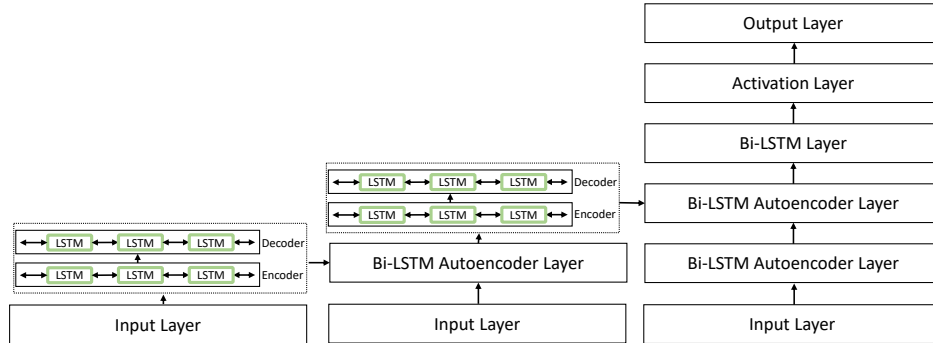 LSTM LSTM LSTM Decoder
LSTM LSTM LSTM Encoder
Input Layer
LSTM LSTM LSTM Decoder
LSTM LSTM LSTM Encoder
Bi-LSTM Autoencoder Layer
Input Layer
Output Layer
Activation Layer
Bi-LSTM Layer
Bi-LSTM Autoencoder Layer
Bi-LSTM Autoencoder Layer
Input Layer